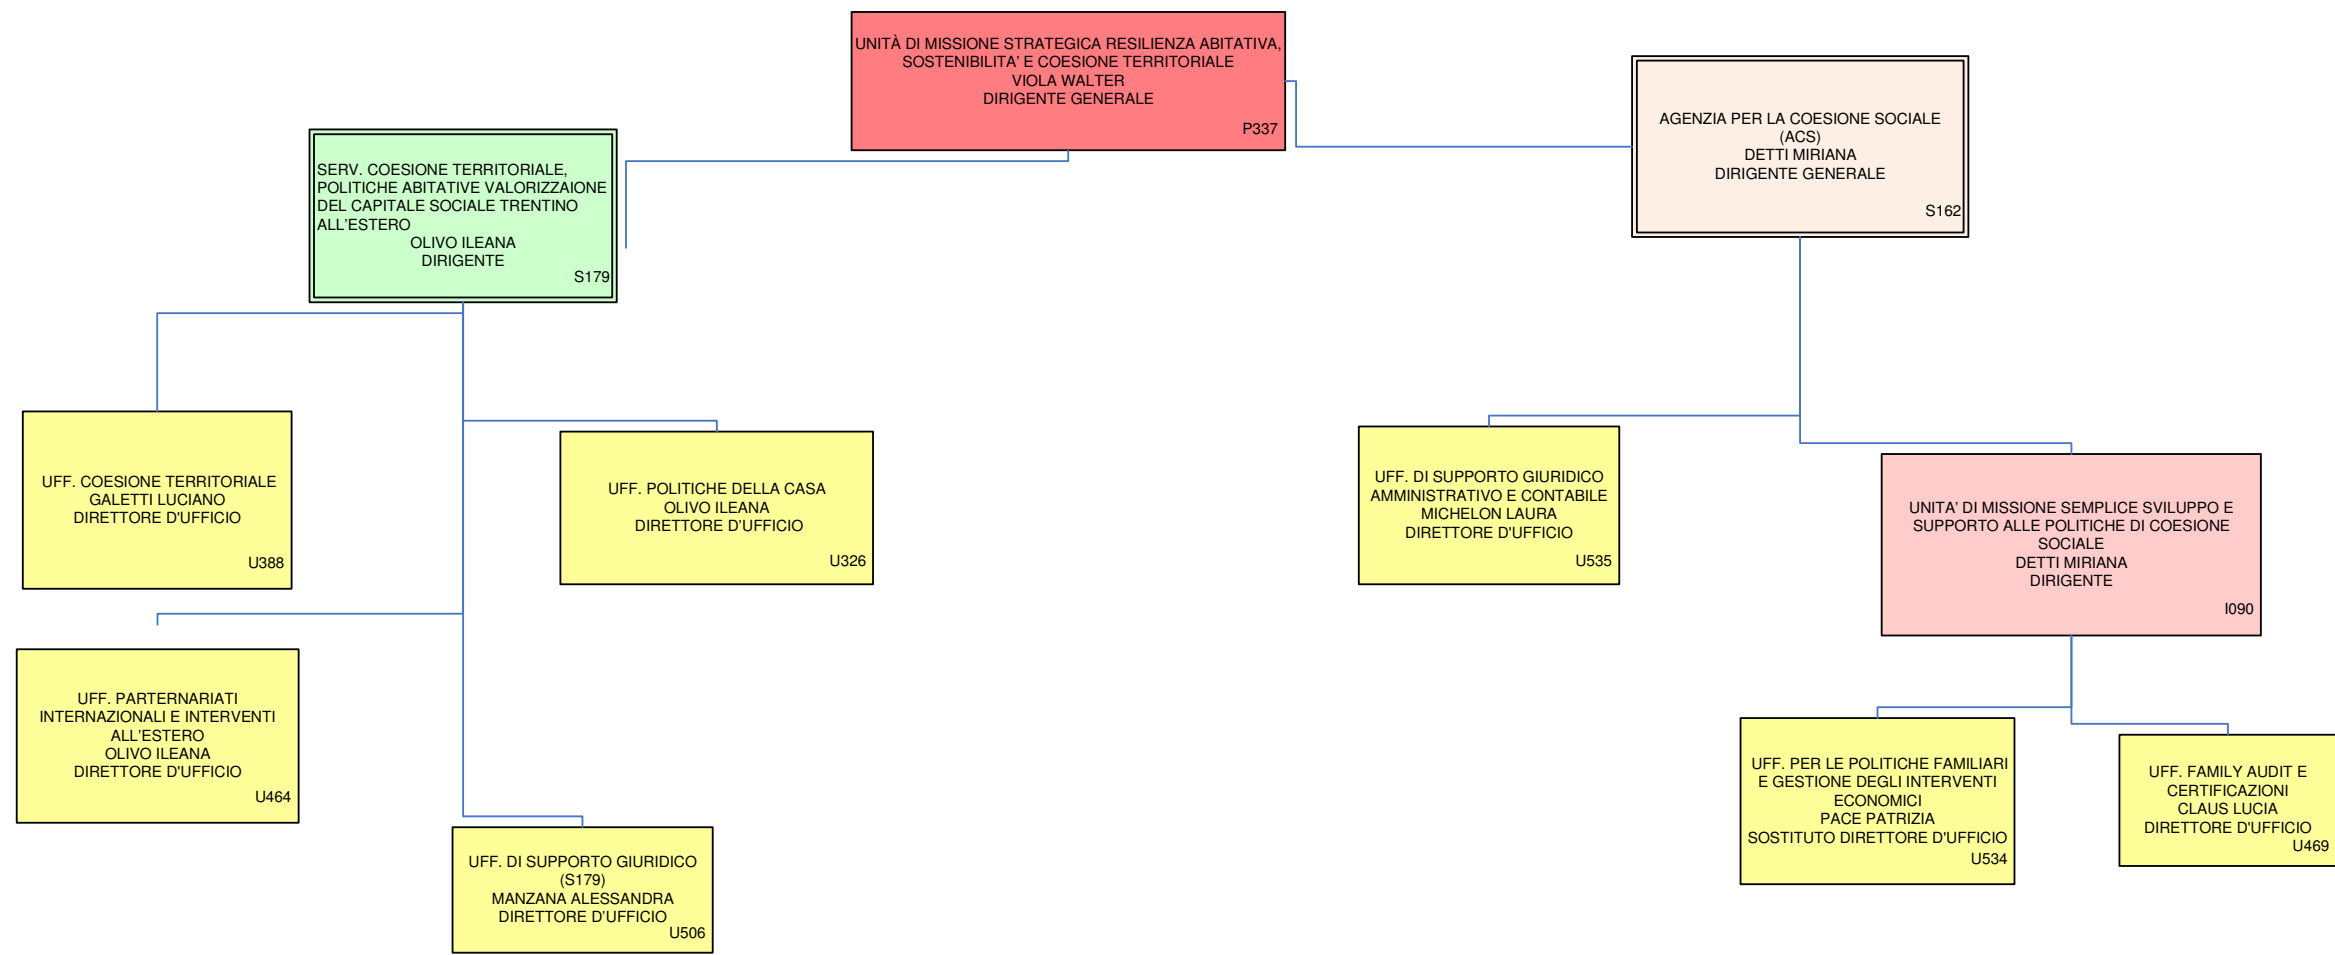 UNITÀ DI MISSIONE STRATEGICA RESILIENZA ABITATIVA,
SOSTENIBILITA' E COESIONE TERRITORIALE
VIOLA WALTER
DIRIGENTE GENERALE
P337
AGENZIA PER LA COESIONE SOCIALE
(ACS)
DETTI MIRIANA
DIRIGENTE GENERALE
S162
SERV. COESIONE TERRITORIALE,
POLITICHE ABITATIVE VALORIZZAIONE
DEL CAPITALE SOCIALE TRENTINO
ALL'ESTERO
OLIVO ILEANA
DIRIGENTE
S179
UFF. COESIONE TERRITORIALE
GALETTI LUCIANO
DIRETTORE D'UFFICIO
U388
UFF. POLITICHE DELLA CASA
OLIVO ILEANA
DIRETTORE D'UFFICIO
U326
UFF. DI SUPPORTO GIURIDICO
AMMINISTRATIVO E CONTABILE
MICHELON LAURA
DIRETTORE D'UFFICIO
U535
UNITA' DI MISSIONE SEMPLICE SVILUPPO E
SUPPORTO ALLE POLITICHE DI COESIONE
SOCIALE
DETTI MIRIANA
DIRIGENTE
I090
UFF. PARTERNARIATI
INTERNAZIONALI E INTERVENTI
ALL'ESTERO
OLIVO ILEANA
DIRETTORE D'UFFICIO
U464
UFF. DI SUPPORTO GIURIDICO
(S179)
MANZANA ALESSANDRA
DIRETTORE D'UFFICIO
U506
UFF. PER LE POLITICHE FAMILIARI
E GESTIONE DEGLI INTERVENTI
ECONOMICI
PACE PATRIZIA
SOSTITUTO DIRETTORE D'UFFICIO
U534
UFF. FAMILY AUDIT E
CERTIFICAZIONI
CLAUS LUCIA
DIRETTORE D'UFFICIO
U469